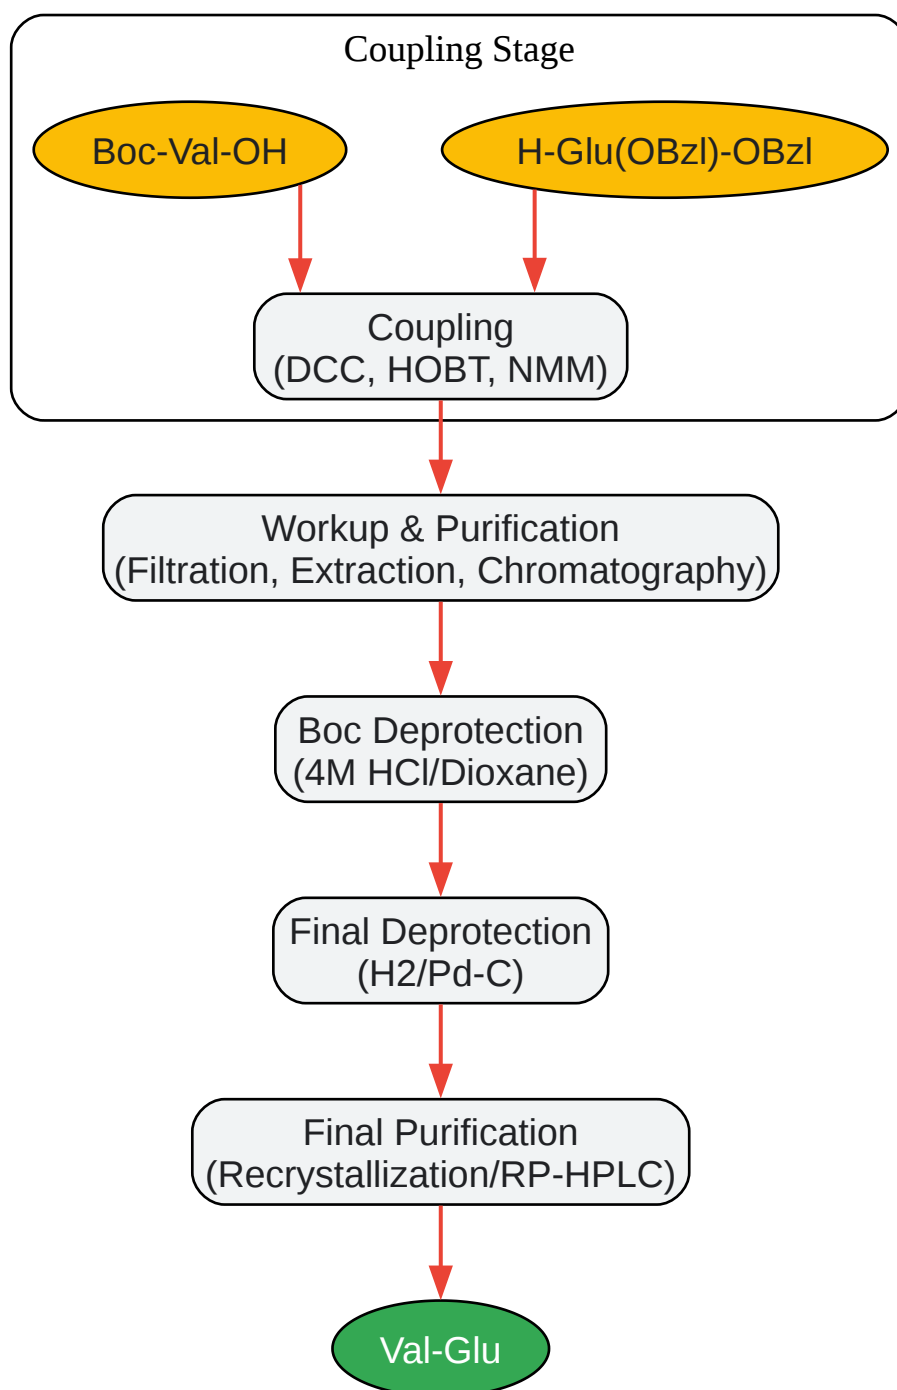 Coupling Stage
Boc-Val-OH
H-Glu(OBzl)-OBzl
Coupling
(DCC, HOBT, NMM)
Workup & Purification
(Filtration, Extraction, Chromatography)
Boc Deprotection
(4M HCl/Dioxane)
Final Deprotection
(H2/Pd-C)
Final Purification
(Recrystallization/RP-HPLC)
Val-Glu